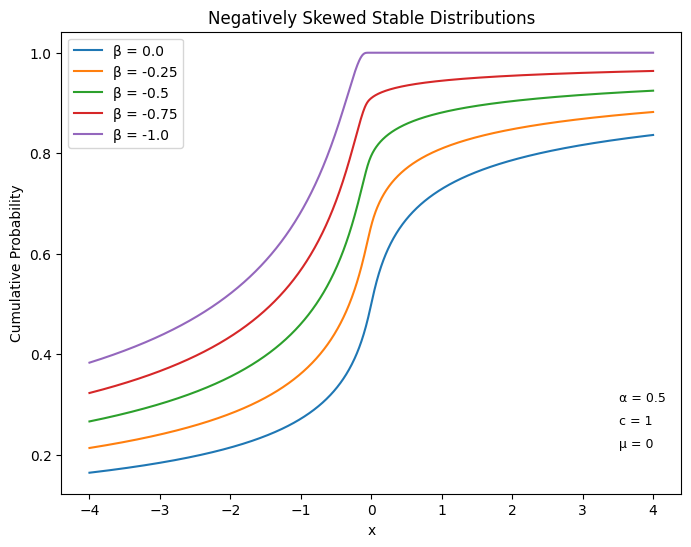 Negatively Skewed Stable Distributions
β = 0.0
β = -0.25
β = -0.5
β = -0.75
β = -1.0
Cumulative Probability
1.0
0.8
0.6
0.4
0.2
α = 0.5
c = 1
μ = 0
−4 −3 −2 −1 0 1 2 3 4
x